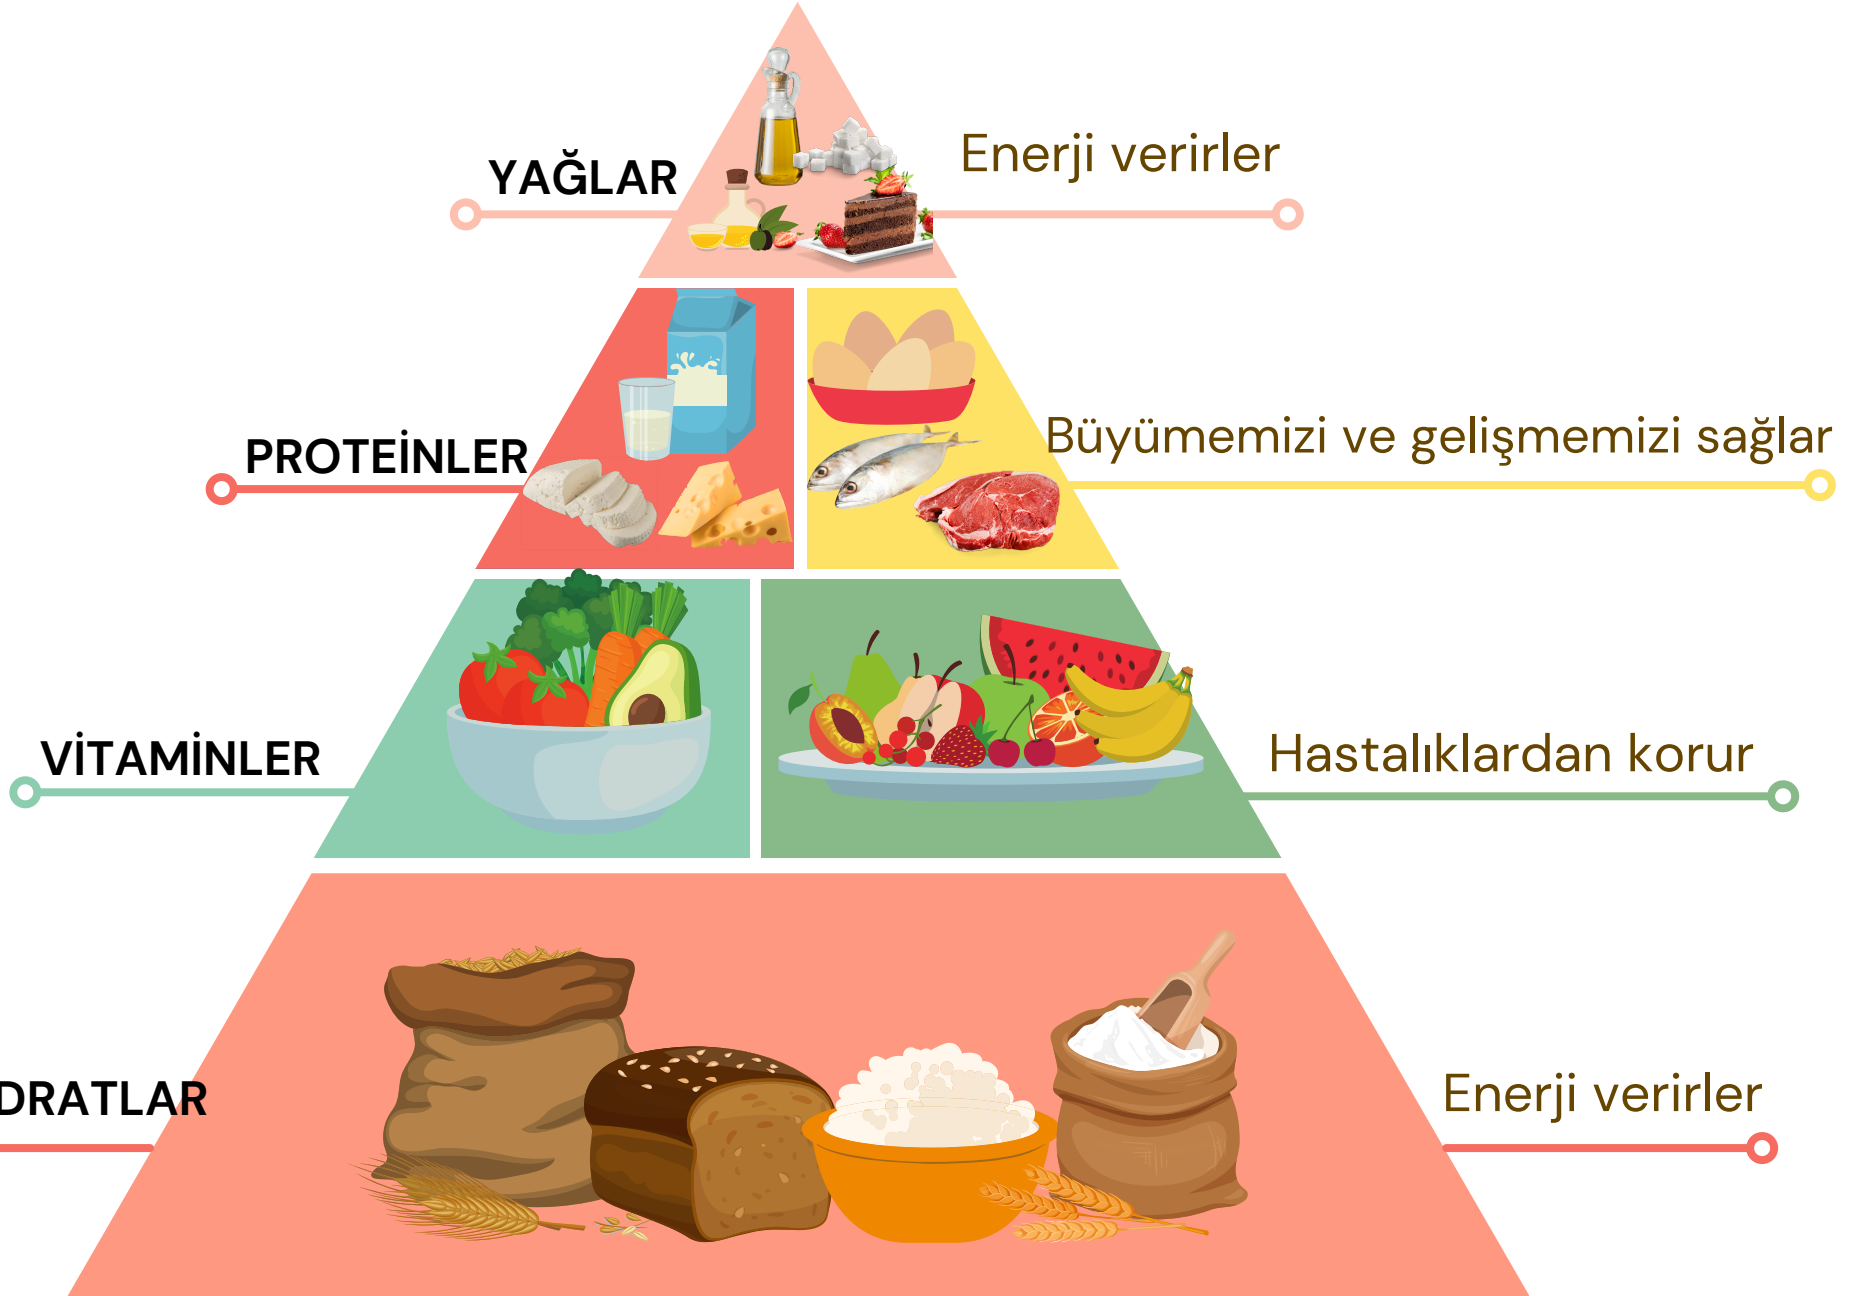 YAĞLAR
Enerji verirler
PROTEİNLER
Büyümemizi ve gelişmemizi sağlar
VİTAMİNLER
Hastalıklardan korur
DRATLAR
Enerji verirler